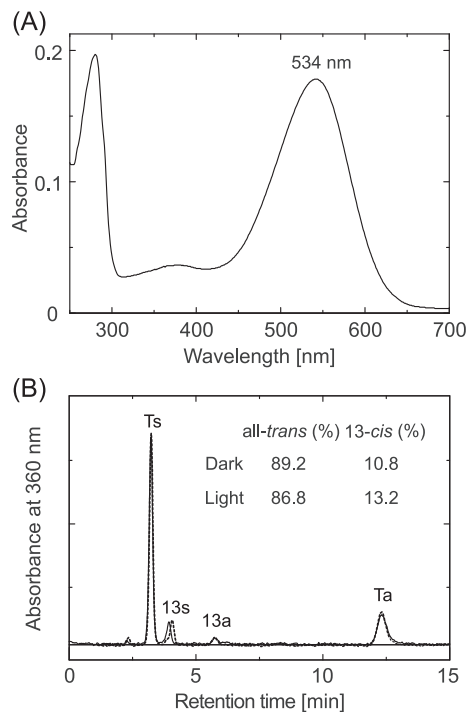 (A)
0.2
534 nm
0.1
0
Absorbance
300 400 500 600 700
Wavelength [nm]
(B)
Ts
all-trans (%) 13-cis (%)
Dark 89.2 10.8
Light 86.8 13.2
13s
13a
Ta
Absorbance at 360 nm
0 5 10 15
Retention time [min]